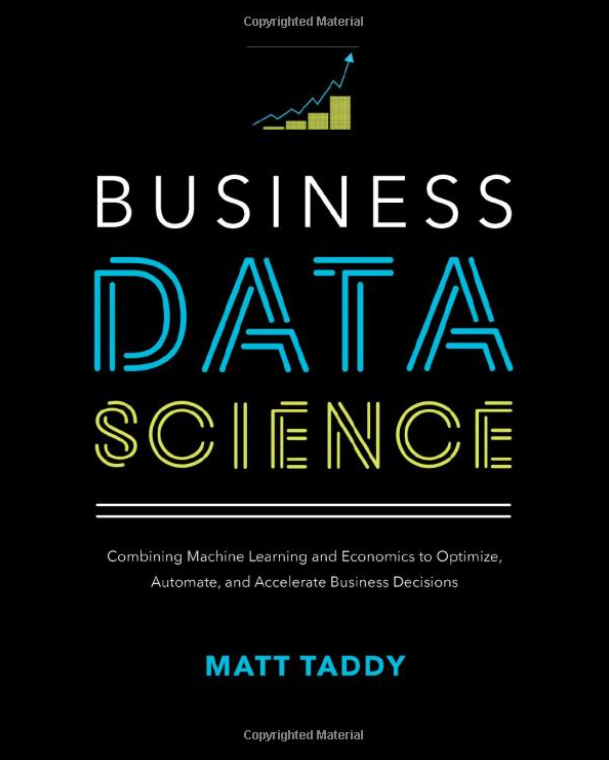 Copyrighted Material
BUSINESS
DATA
SCIENCE
Combining Machine Learning and Economics to Optimize,
Automate, and Accelerate Business Decisions
MATT TADDY
Copyrighted Material